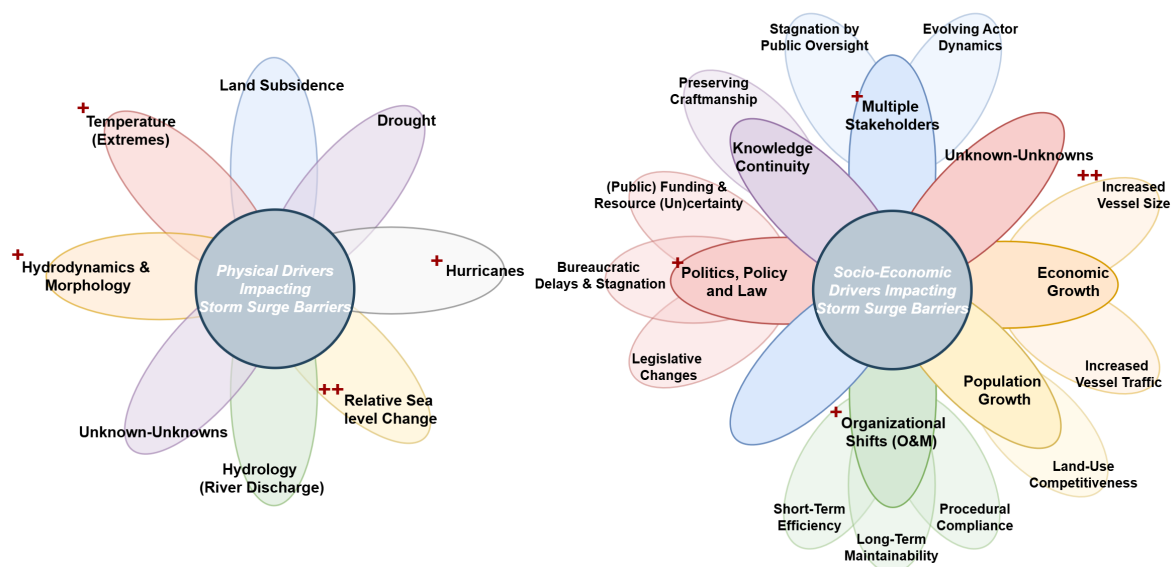 Land Subsidence
Drought
+
Temperature
(Extremes)
+
Hydrodynamics &
Morphology
Physical Drivers
Impacting
Storm Surge Barriers
+
Hurricanes
++
Relative Sea
level Change
Unknown-Unknowns
Hydrology
(River Discharge)
Stagnation by
Public Oversight
Evolving Actor
Dynamics
Preserving
Craftmanship
+
Multiple
Stakeholders
Knowledge
Continuity
Unknown-Unknowns
++
Increased
Vessel Size
(Public) Funding &
Resource (Un)certainty
Bureaucratic
Delays & Stagnation
+
Politics, Policy
and Law
Socio-Economic
Drivers Impacting
Storm Surge Barriers
Economic
Growth
Legislative
Changes
Increased
Vessel Traffic
Population
Growth
+
Organizational
Shifts (O&M)
Land-Use
Competitiveness
Short-Term
Efficiency
Procedural
Compliance
Long-Term
Maintainability